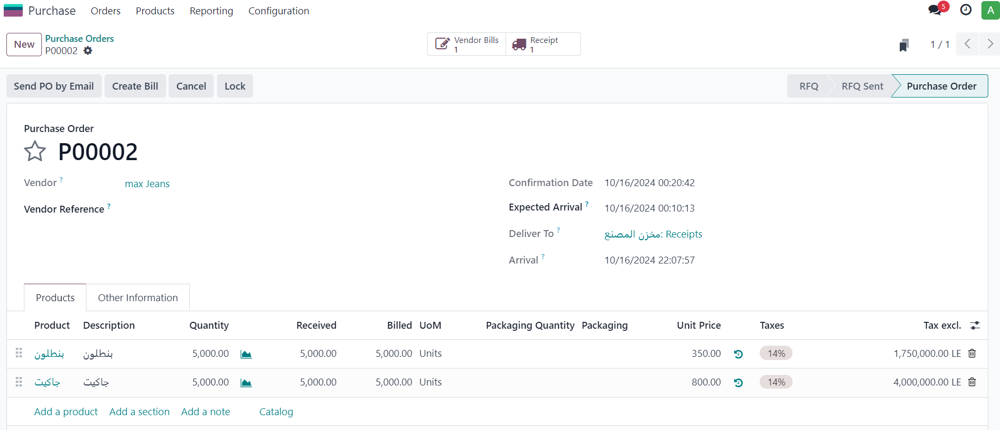 Purchase Orders Products Reporting Configuration 5 A
New Purchase Orders Vendor Bills Receipt 1 / 1
P00002 1 1
Send PO by Email Create Bill Cancel Lock RFQ RFQ Sent Purchase Order
Purchase Order
P00002
Vendor ? max Jeans Confirmation Date 10/16/2024 00:20:42
Vendor Reference ? Expected Arrival ? 10/16/2024 00:10:13
Deliver To ? مخزن المصنع: Receipts
Arrival ? 10/16/2024 22:07:57
Products Other Information
Product Description Quantity Received Billed UoM Packaging Quantity Packaging Unit Price Taxes Tax excl.
بنطلون بنطلون 5,000.00 5,000.00 5,000.00 Units 350.00 14% 1,750,000.00 LE
جاكيت جاكيت 5,000.00 5,000.00 5,000.00 Units 800.00 14% 4,000,000.00 LE
Add a product Add a section Add a note Catalog